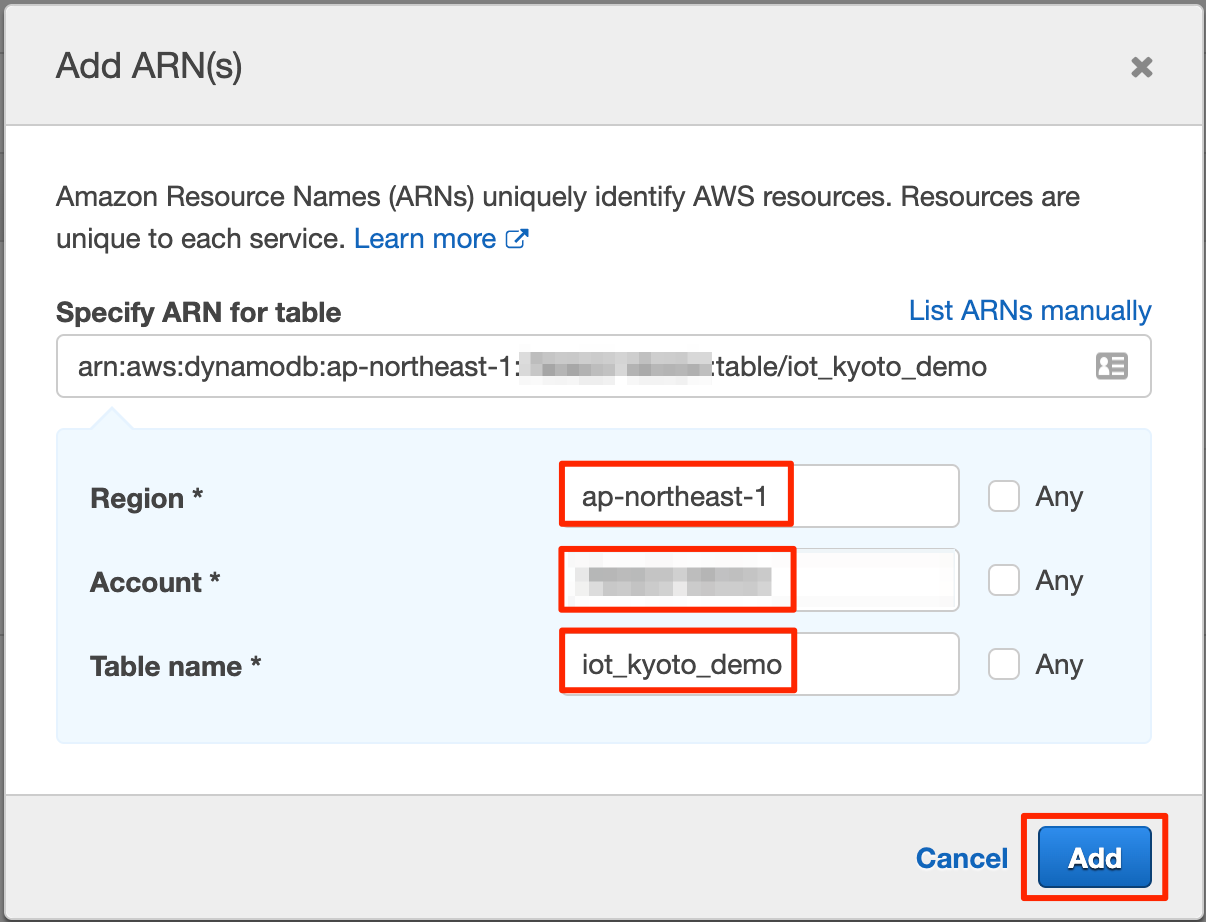 Add ARN(s)
Amazon Resource Names (ARNs) uniquely identify AWS resources. Resources are
unique to each service. Learn more
Specify ARN for table
List ARNs manually
arn:aws:dynamodb:ap-northeast-1: :table/iot_kyoto_demo
Region * ap-northeast-1 Any
Account * Any
Table name * iot_kyoto_demo Any
Cancel Add